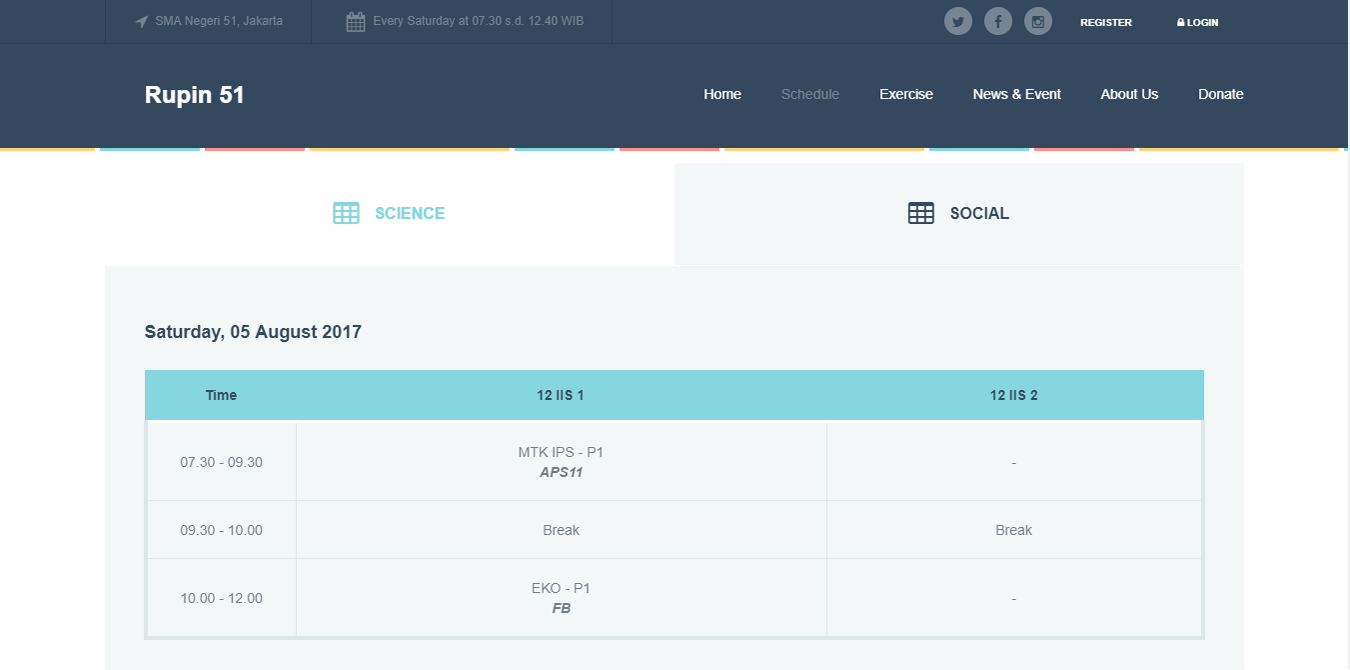 SMA Negeri 51, Jakarta
Every Saturday at 07.30 s.d. 12.40 WIB
REGISTER
LOGIN
Rupin 51
Home
Schedule
Exercise
News & Event
About Us
Donate
SCIENCE
SOCIAL
Saturday, 05 August 2017
Time
12 IIS 1
12 IIS 2
07.30 - 09.30
MTK IPS - P1
APS11
-
09.30 - 10.00
Break
Break
10.00 - 12.00
EKO - P1
FB
-